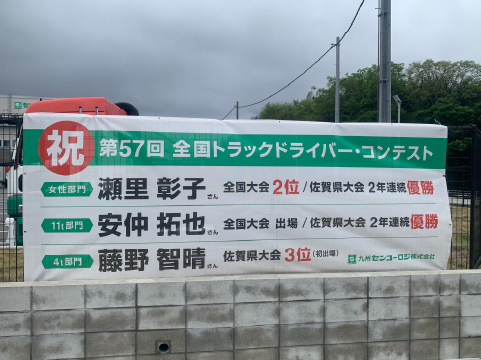 祝 第57回 全国トラックドライバー・コンテスト
女性部門 瀬里 彰子さん 全国大会 2位 / 佐賀県大会 2年連続優勝
11t部門 安仲 拓也さん 全国大会 出場 / 佐賀県大会 2年連続優勝
4t部門 藤野 智晴さん 佐賀県大会 3位(初出場)
九州センコーロジ株式会社